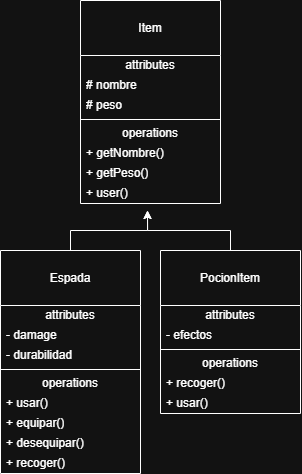 Item
attributes
# nombre
# peso
operations
+ getNombre()
+ getPeso()
+ user()
Espada
attributes
- damage
- durabilidad
operations
+ usar()
+ equipar()
+ desequipar()
+ recoger()
PocionItem
attributes
- efectos
operations
+ recoger()
+ usar()